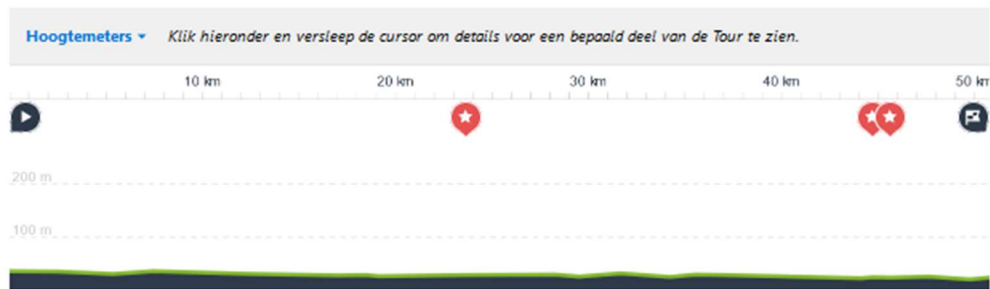 Hoogtemeters Klik hieronder en versleep de cursor om details voor een bepaald deel van de Tour te zien.
10 km 20 km 30 km 40 km 50 km
200 m
100 m